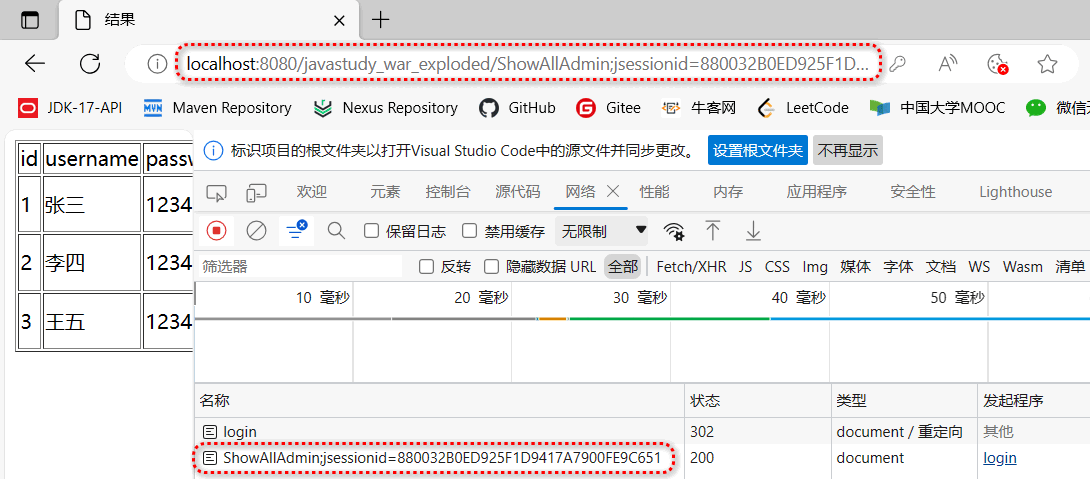 结果
localhost:8080/javastudy_war_exploded/ShowAllAdmin;jsessionid=880032B0ED925F1D...
JDK-17-API MVN Maven Repository Nexus Repository GitHub Gitee 牛客网 LeetCode 中国大学MOOC 微信
id username passw
1 张三 1234
2 李四 1234
3 王五 1234
标识项目的根文件夹以打开Visual Studio Code中的源文件并同步更改。 设置根文件夹 不再显示
欢迎 元素 控制台 源代码 网络 性能 内存 应用程序 安全性 Lighthouse
保留日志 禁用缓存 无限制
筛选器 反转 隐藏数据 URL 全部 Fetch/XHR JS CSS Img 媒体 字体 文档 WS Wasm 清单
10 毫秒 20 毫秒 30 毫秒 40 毫秒 50 毫秒
名称 状态 类型 发起程序
login 302 document / 重定向 其他
ShowAllAdmin;jsessionid=880032B0ED925F1D9417A7900FE9C651 200 document login